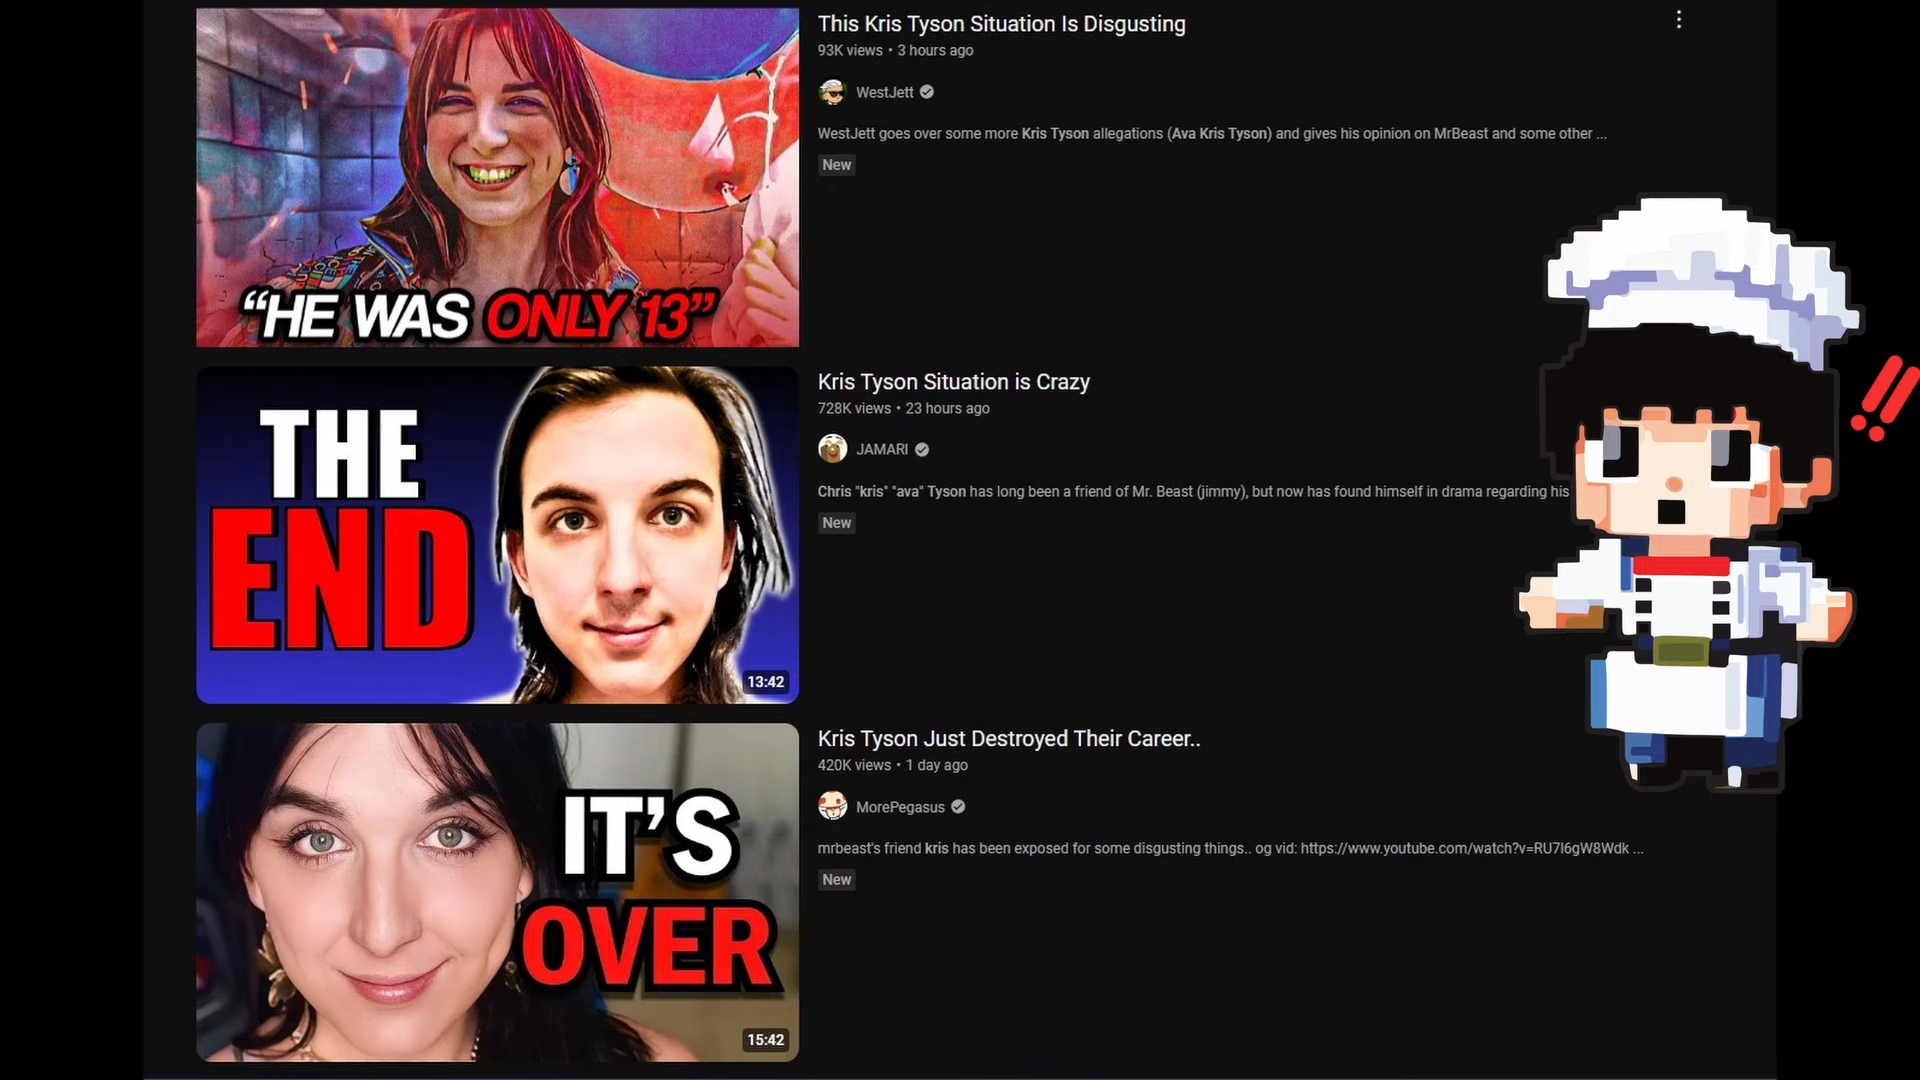 This Kris Tyson Situation Is Disgusting
93K views • 3 hours ago
WestJett
WestJett goes over some more Kris Tyson allegations (Ava Kris Tyson) and gives his opinion on MrBeast and some other ...
New
“HE WAS ONLY 13”
THE
END
13:42
Kris Tyson Situation is Crazy
728K views • 23 hours ago
JAMARI
Chris "kris" "ava" Tyson has long been a friend of Mr. Beast (jimmy), but now has found himself in drama regarding his
New
!!
IT’S
OVER
15:42
Kris Tyson Just Destroyed Their Career..
420K views • 1 day ago
MorePegasus
mrbeast's friend kris has been exposed for some disgusting things.. og vid: https://www.youtube.com/watch?v=RU7l6gW8Wdk ...
New